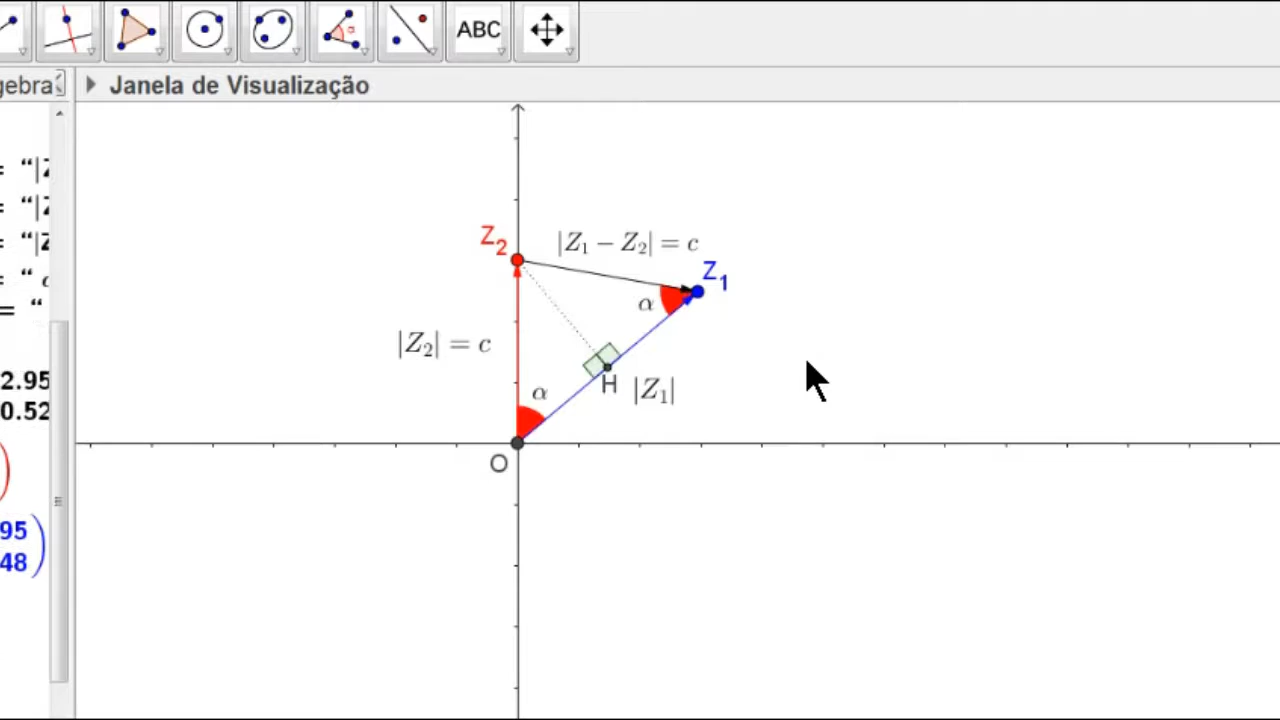 ABC
gebra
Janela de Visualização
= “|Z
= “|Z
= “|Z
= “
= “
2.95
0.52
95
48
Z₂
|Z₁ − Z₂| = c
Z₁
α
|Z₂| = c
α
H
|Z₁|
O